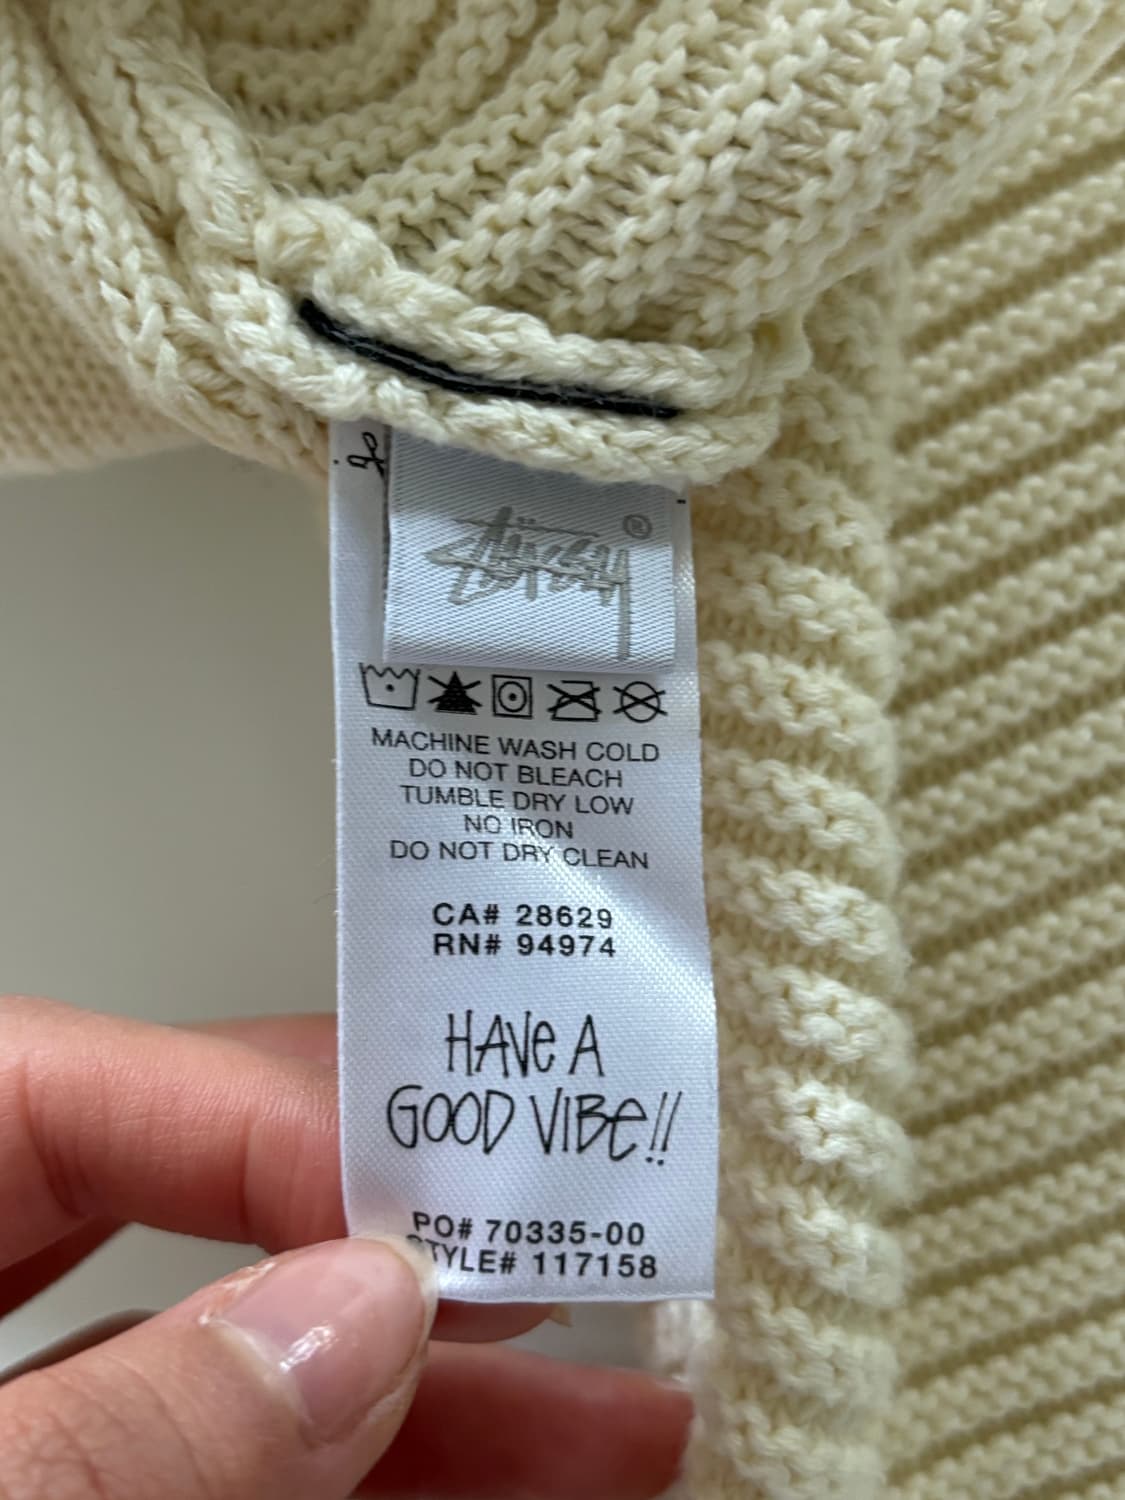 Stüssy ®
MACHINE WASH COLD
DO NOT BLEACH
TUMBLE DRY LOW
NO IRON
DO NOT DRY CLEAN
CA# 28629
RN# 94974
HAVE A
GOOD VIBE!!
PO# 70335-00
STYLE# 117158